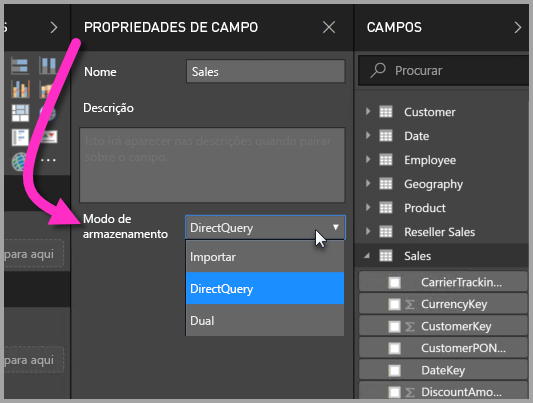 S
PROPRIEDADES DE CAMPO
CAMPOS
Nome
Sales
Procurar
Descrição
Isto irá aparecer nas descrições quando pairar
sobre o campo.
Customer
Date
Employee
Geography
Product
Reseller Sales
Sales
Modo de
armazenamento
DirectQuery
Importar
DirectQuery
Dual
para aqui
para aqui
CarrierTrackin...
CurrencyKey
CustomerKey
CustomerPON...
DateKey
DiscountAmo...